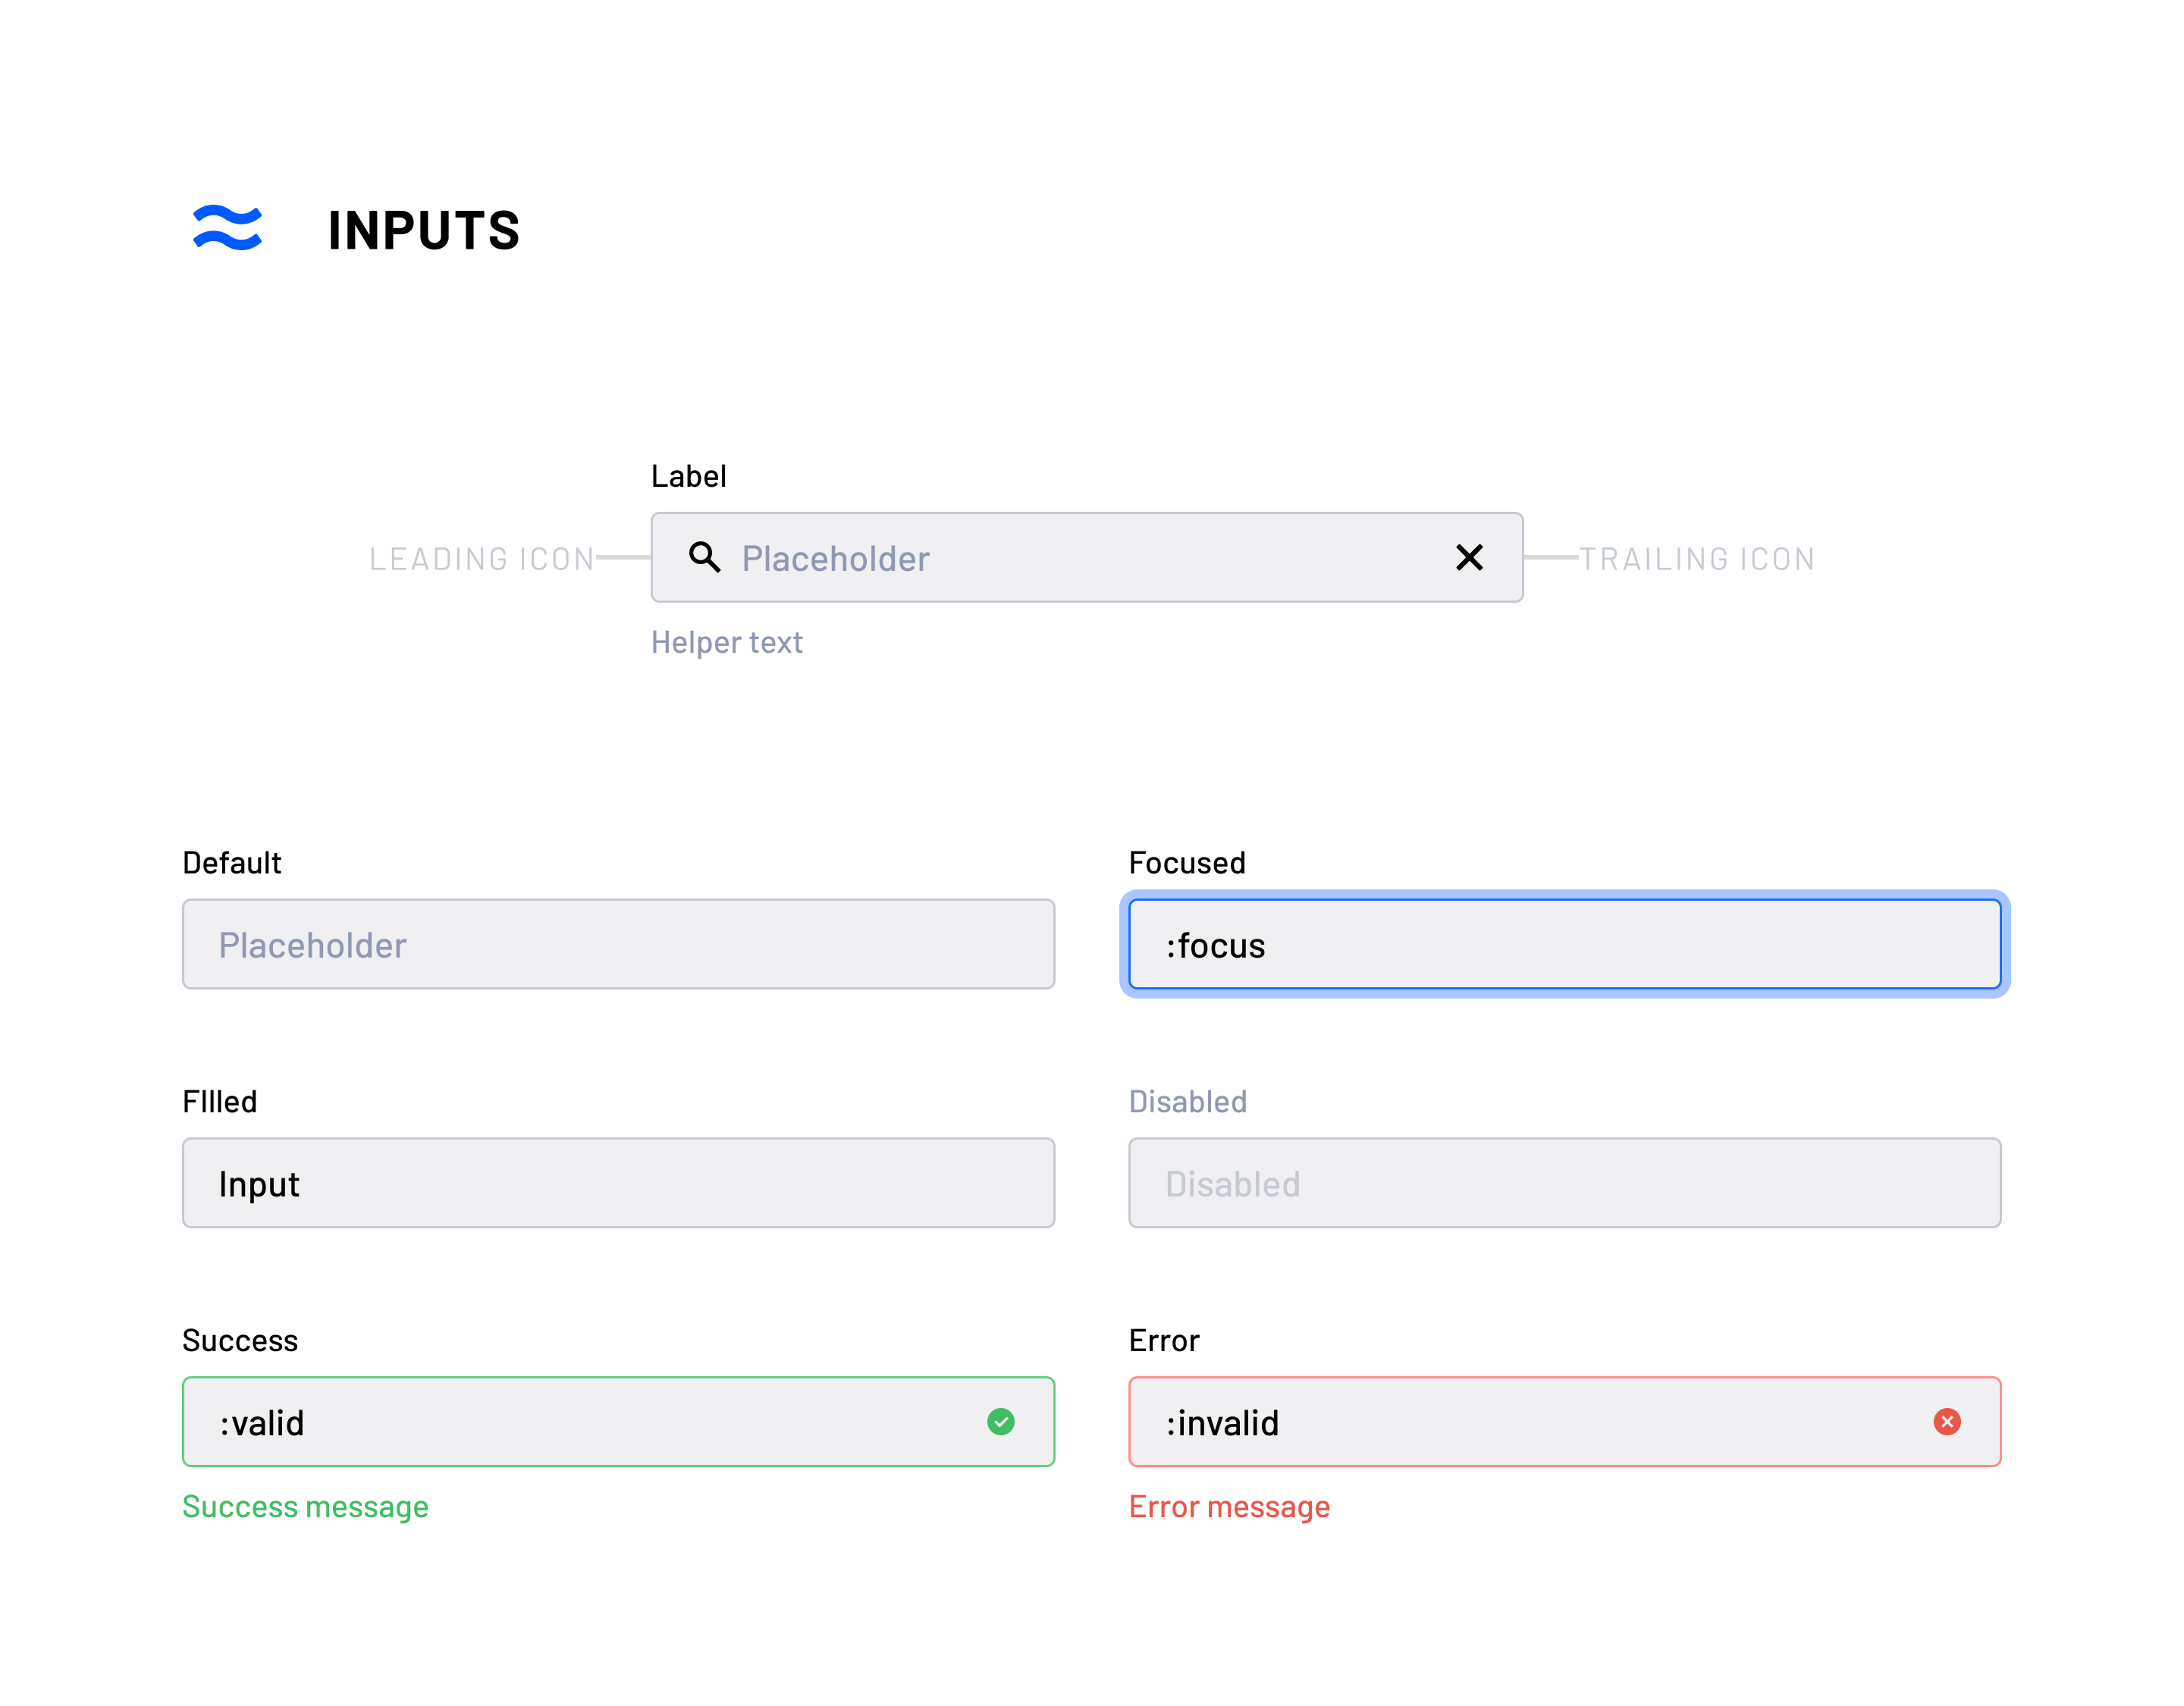 INPUTS
Label
LEADING ICON
Placeholder
TRAILING ICON
Helper text
Default
Focused
Placeholder
:focus
FIlled
Disabled
Input
Disabled
Success
Error
:valid
:invalid
Success message
Error message